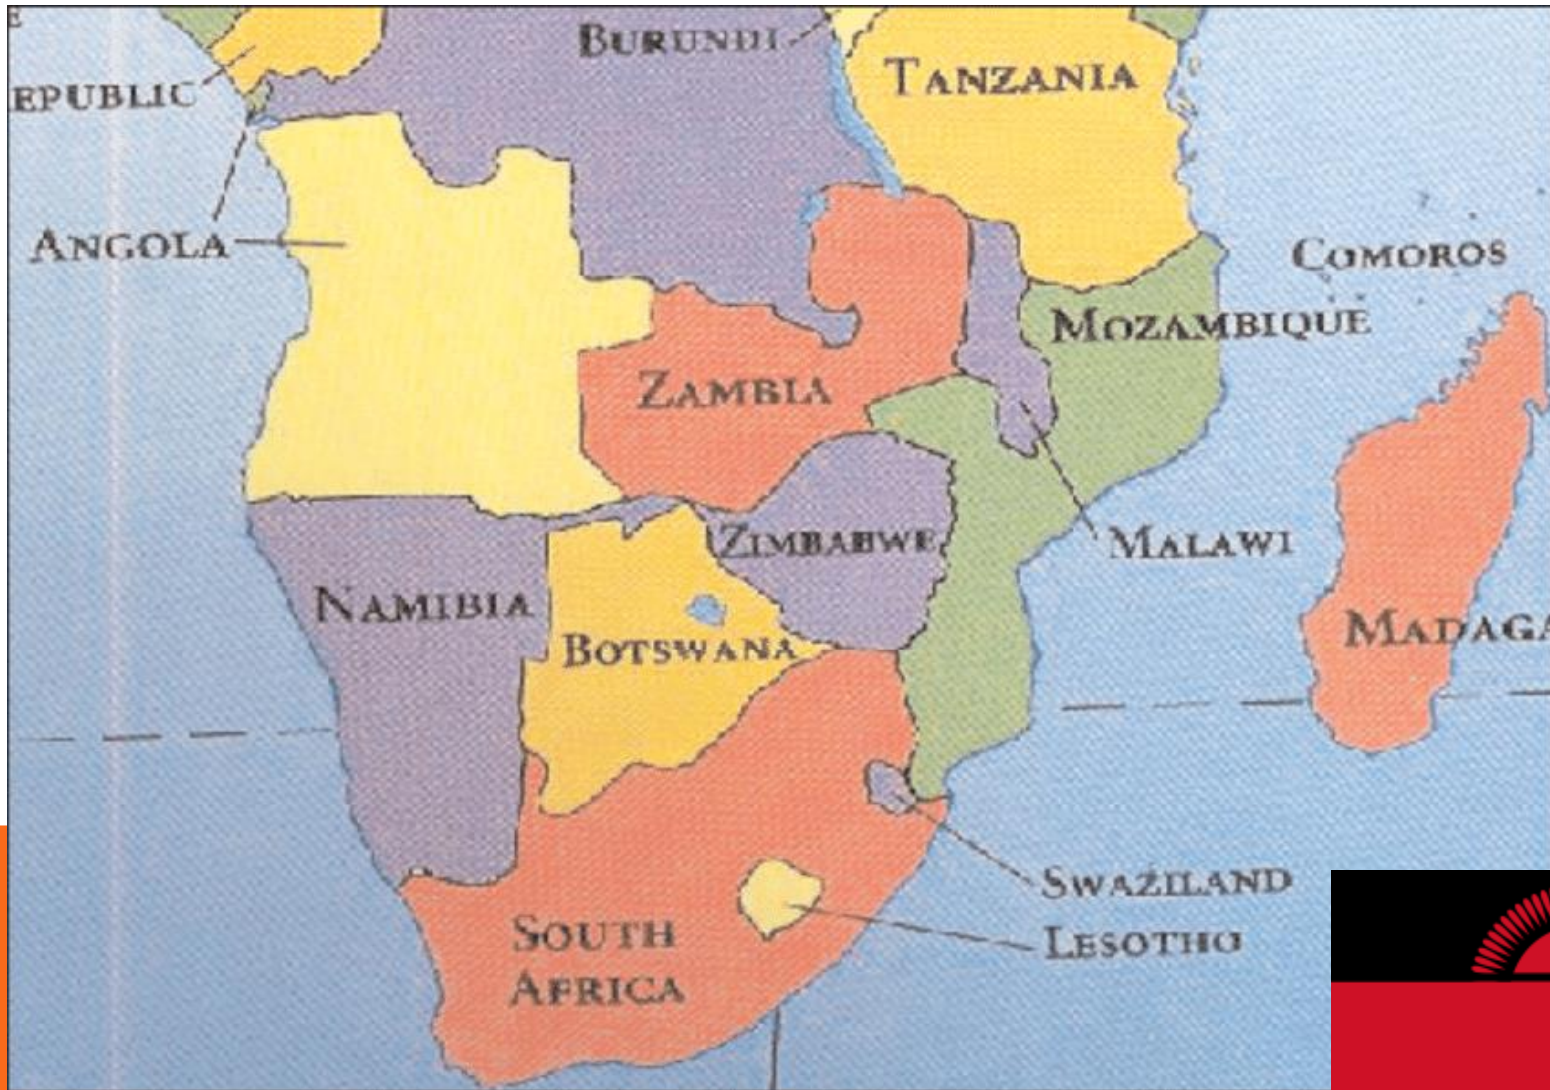 BURUNDI
TANZANIA
EPUBLIC
ANGOLA
COMOROS
MOZAMBIQUE
ZAMBIA
ZIMBABWE
MALAWI
NAMIBIA
BOTSWANA
MADAGA
SWAZILAND
LESOTHO
SOUTH
AFRICA